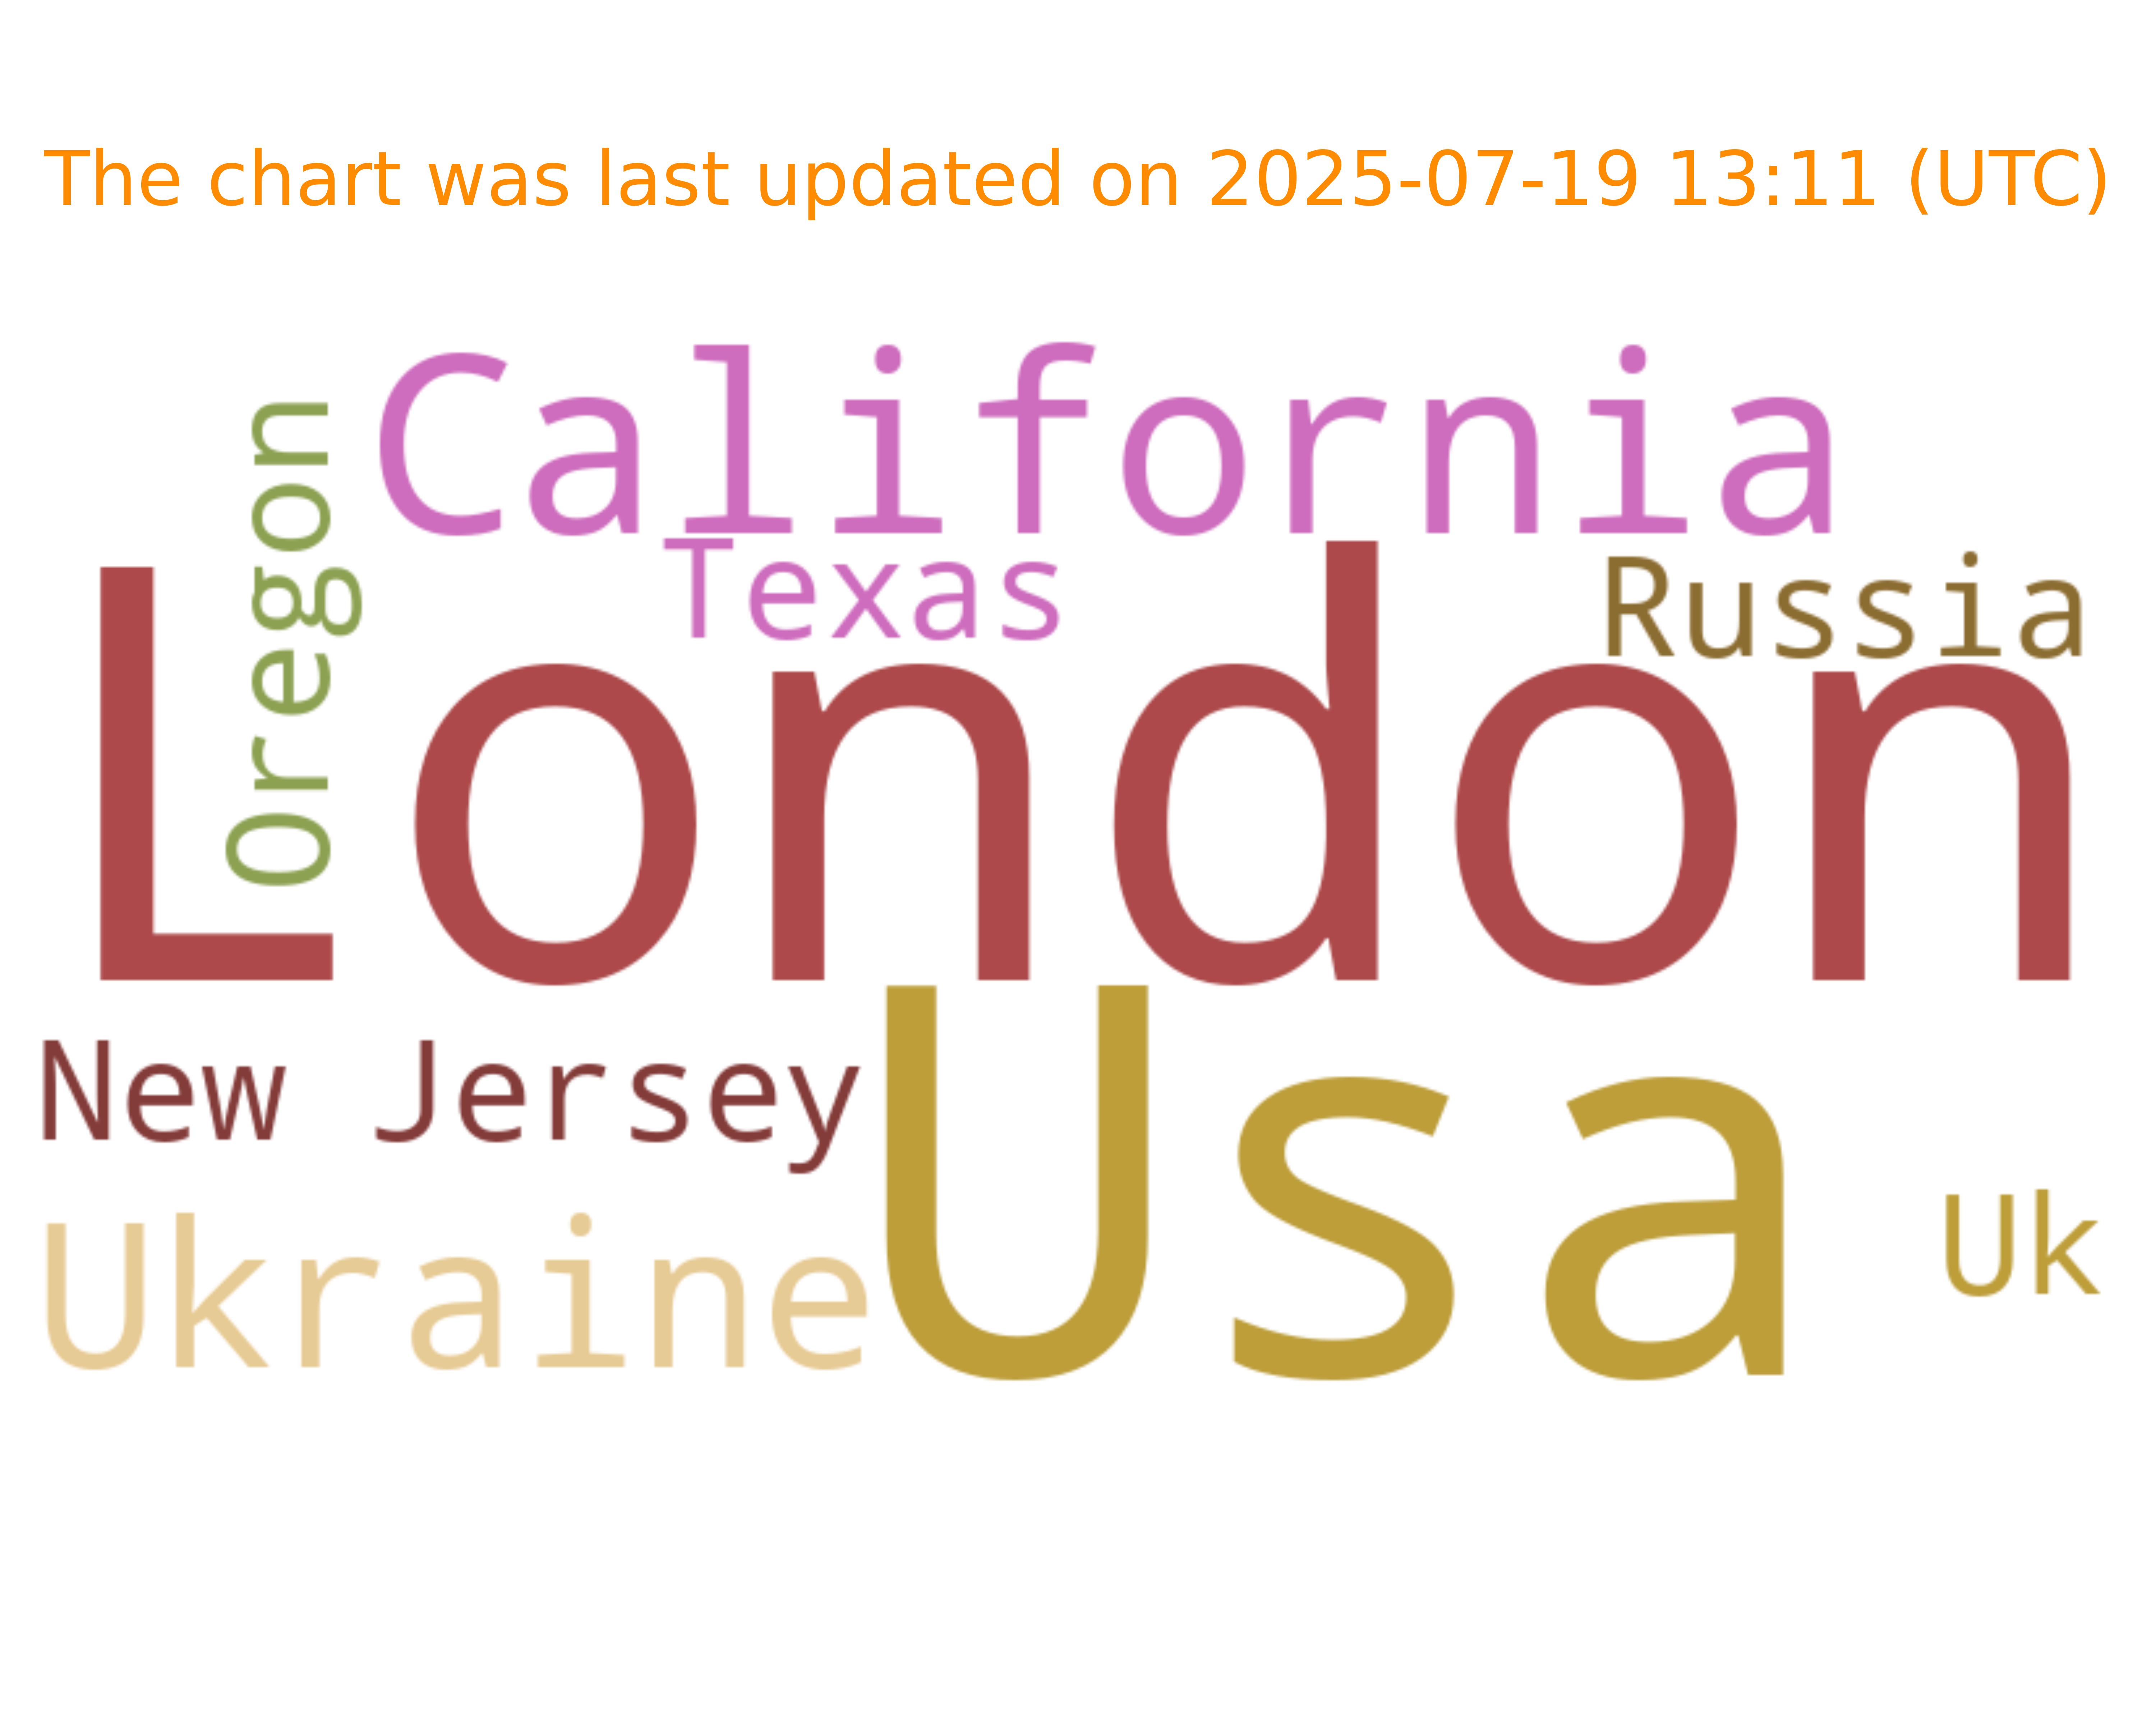 The chart was last updated on 2025-07-19 13:11 (UTC)
California
Oregon
Texas
Russia
London
New Jersey
Usa
Ukraine
Uk